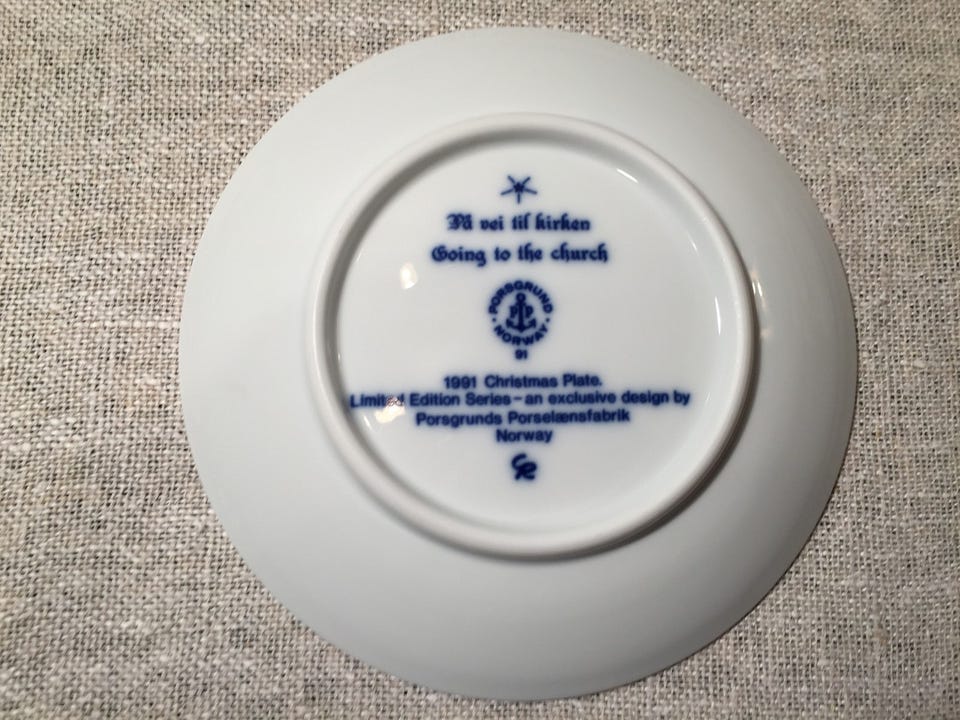 På vei til kirken
Going to the church
PORSGRUND
PP
NORWAY
91
1991 Christmas Plate.
Limited Edition Series – an exclusive design by
Porsgrunds Porselænsfabrik
Norway